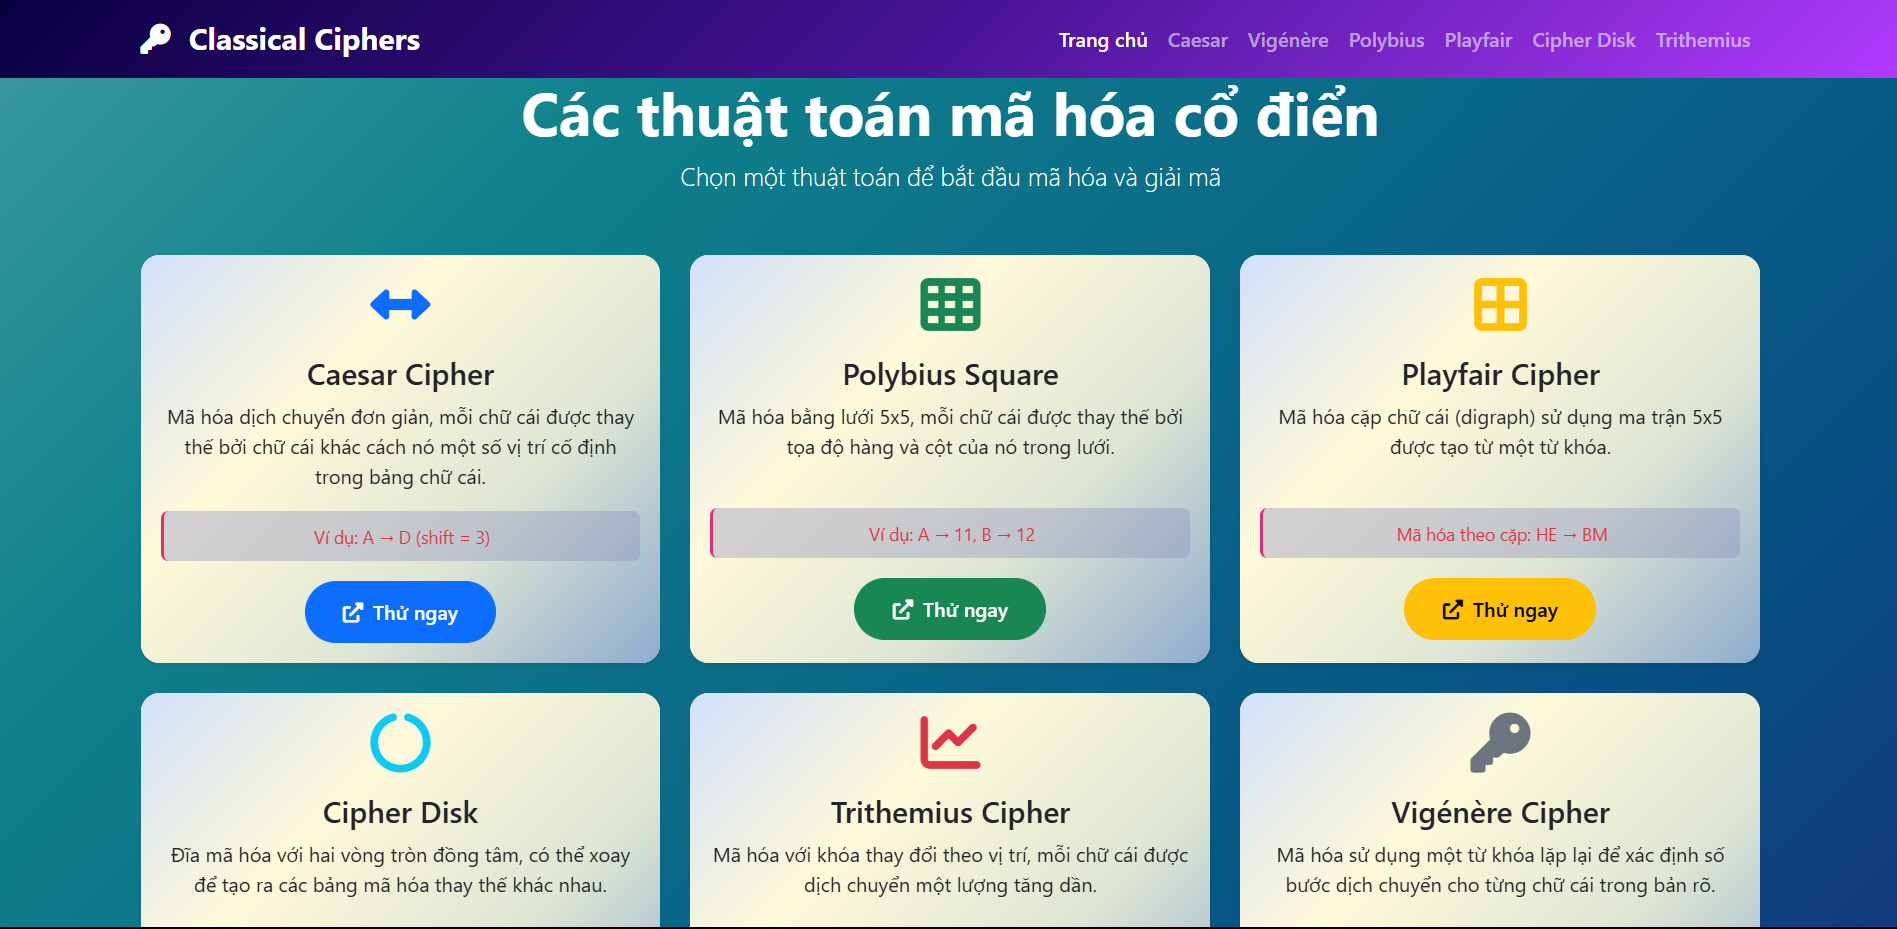 Classical Ciphers
Trang chủ Caesar Vigénère Polybius Playfair Cipher Disk Trithemius
Các thuật toán mã hóa cổ điển
Chọn một thuật toán để bắt đầu mã hóa và giải mã
Caesar Cipher
Mã hóa dịch chuyển đơn giản, mỗi chữ cái được thay
thế bởi chữ cái khác cách nó một số vị trí cố định
trong bảng chữ cái.
Ví dụ: A → D (shift = 3)
Thử ngay
Polybius Square
Mã hóa bằng lưới 5x5, mỗi chữ cái được thay thế bởi
tọa độ hàng và cột của nó trong lưới.
Ví dụ: A → 11, B → 12
Thử ngay
Playfair Cipher
Mã hóa cặp chữ cái (digraph) sử dụng ma trận 5x5
được tạo từ một từ khóa.
Mã hóa theo cặp: HE → BM
Thử ngay
Cipher Disk
Đĩa mã hóa với hai vòng tròn đồng tâm, có thể xoay
để tạo ra các bảng mã hóa thay thế khác nhau.
Trithemius Cipher
Mã hóa với khóa thay đổi theo vị trí, mỗi chữ cái được
dịch chuyển một lượng tăng dần.
Vigénère Cipher
Mã hóa sử dụng một từ khóa lặp lại để xác định số
bước dịch chuyển cho từng chữ cái trong bản rõ.